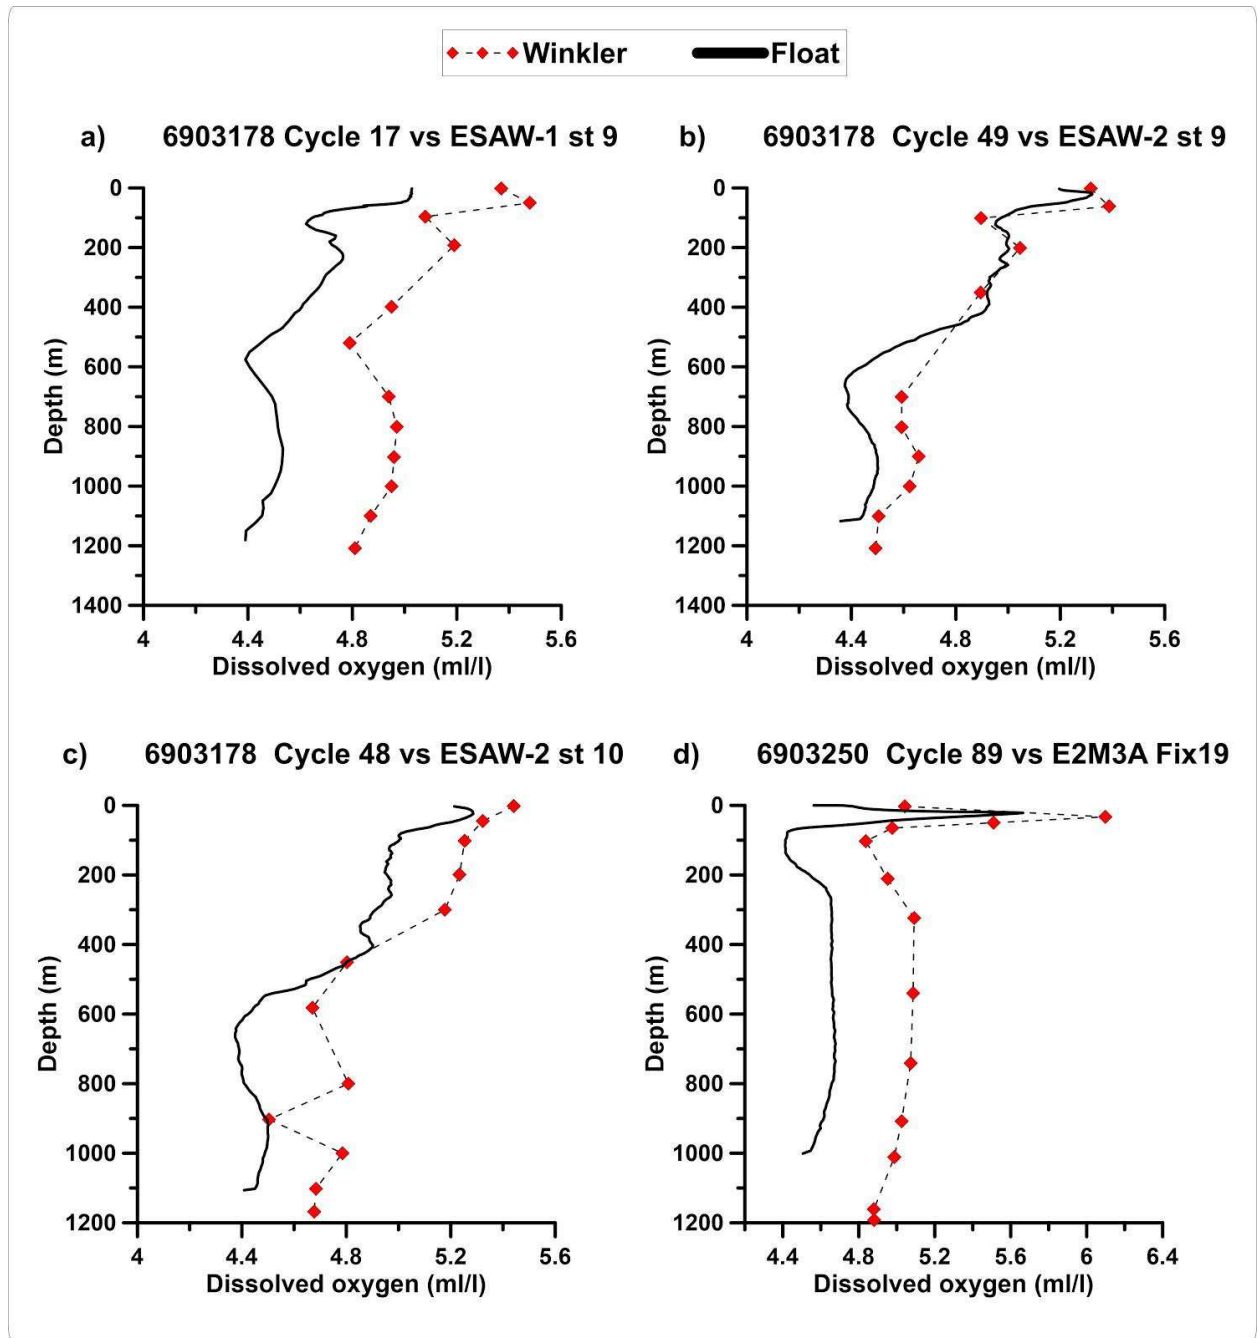 Winkler Float
a) 6903178 Cycle 17 vs ESAW-1 st 9
0
200
400
600
800
1000
1200
1400
Depth (m)
4 4.4 4.8 5.2 5.6
Dissolved oxygen (ml/l)
b) 6903178 Cycle 49 vs ESAW-2 st 9
0
200
400
600
800
1000
1200
1400
Depth (m)
4 4.4 4.8 5.2 5.6
Dissolved oxygen (ml/l)
c) 6903178 Cycle 48 vs ESAW-2 st 10
0
200
400
600
800
1000
1200
Depth (m)
4 4.4 4.8 5.2 5.6
Dissolved oxygen (ml/l)
d) 6903250 Cycle 89 vs E2M3A Fix19
0
200
400
600
800
1000
1200
Depth (m)
4.4 4.8 5.2 5.6 6 6.4
Dissolved oxygen (ml/l)